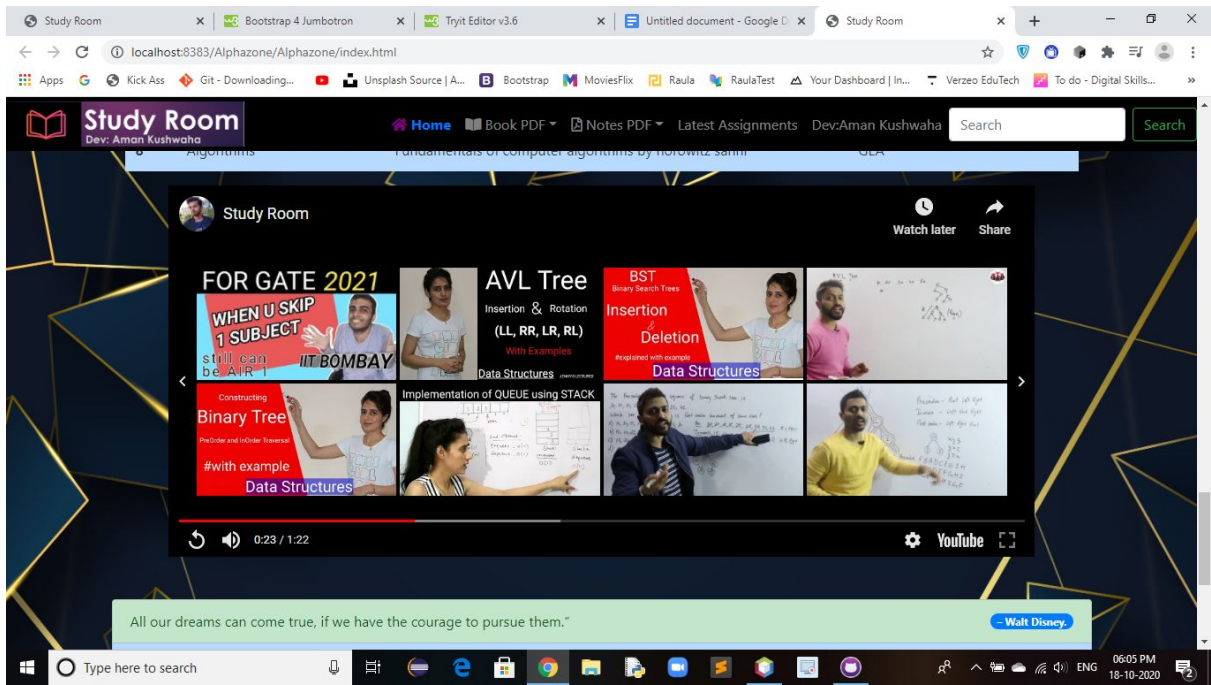 Study Room
Bootstrap 4 Jumbotron
Tryit Editor v3.6
Untitled document - Google D
Study Room
localhost:8383/Alphazone/Alphazone/index.html
Apps
Kick Ass
Git - Downloading...
Unsplash Source | A...
Bootstrap
MoviesFlix
Raula
RaulaTest
Your Dashboard | In...
Verzeo EduTech
To do - Digital Skills...
Study Room
Dev: Aman Kushwaha
Home
Book PDF
Notes PDF
Latest Assignments
Dev:Aman Kushwaha
Search
Search
8 Algorithms Fundamentals of computer algorithms by horowitz sahni GLA
Study Room
Watch later
Share
FOR GATE 2021
WHEN U SKIP
1 SUBJECT
still can
be AIR 1
IIT BOMBAY
AVL Tree
Insertion & Rotation
(LL, RR, LR, RL)
With Examples
Data Structures
BST
Binary Search Trees
Insertion
&
Deletion
#explained with example
Data Structures
Constructing
Binary Tree
PreOrder and InOrder Traversal
#with example
Data Structures
Implementation of QUEUE using STACK
0:23 / 1:22
YouTube
All our dreams can come true, if we have the courage to pursue them.”
– Walt Disney.
Type here to search
ENG
06:05 PM
18-10-2020
2